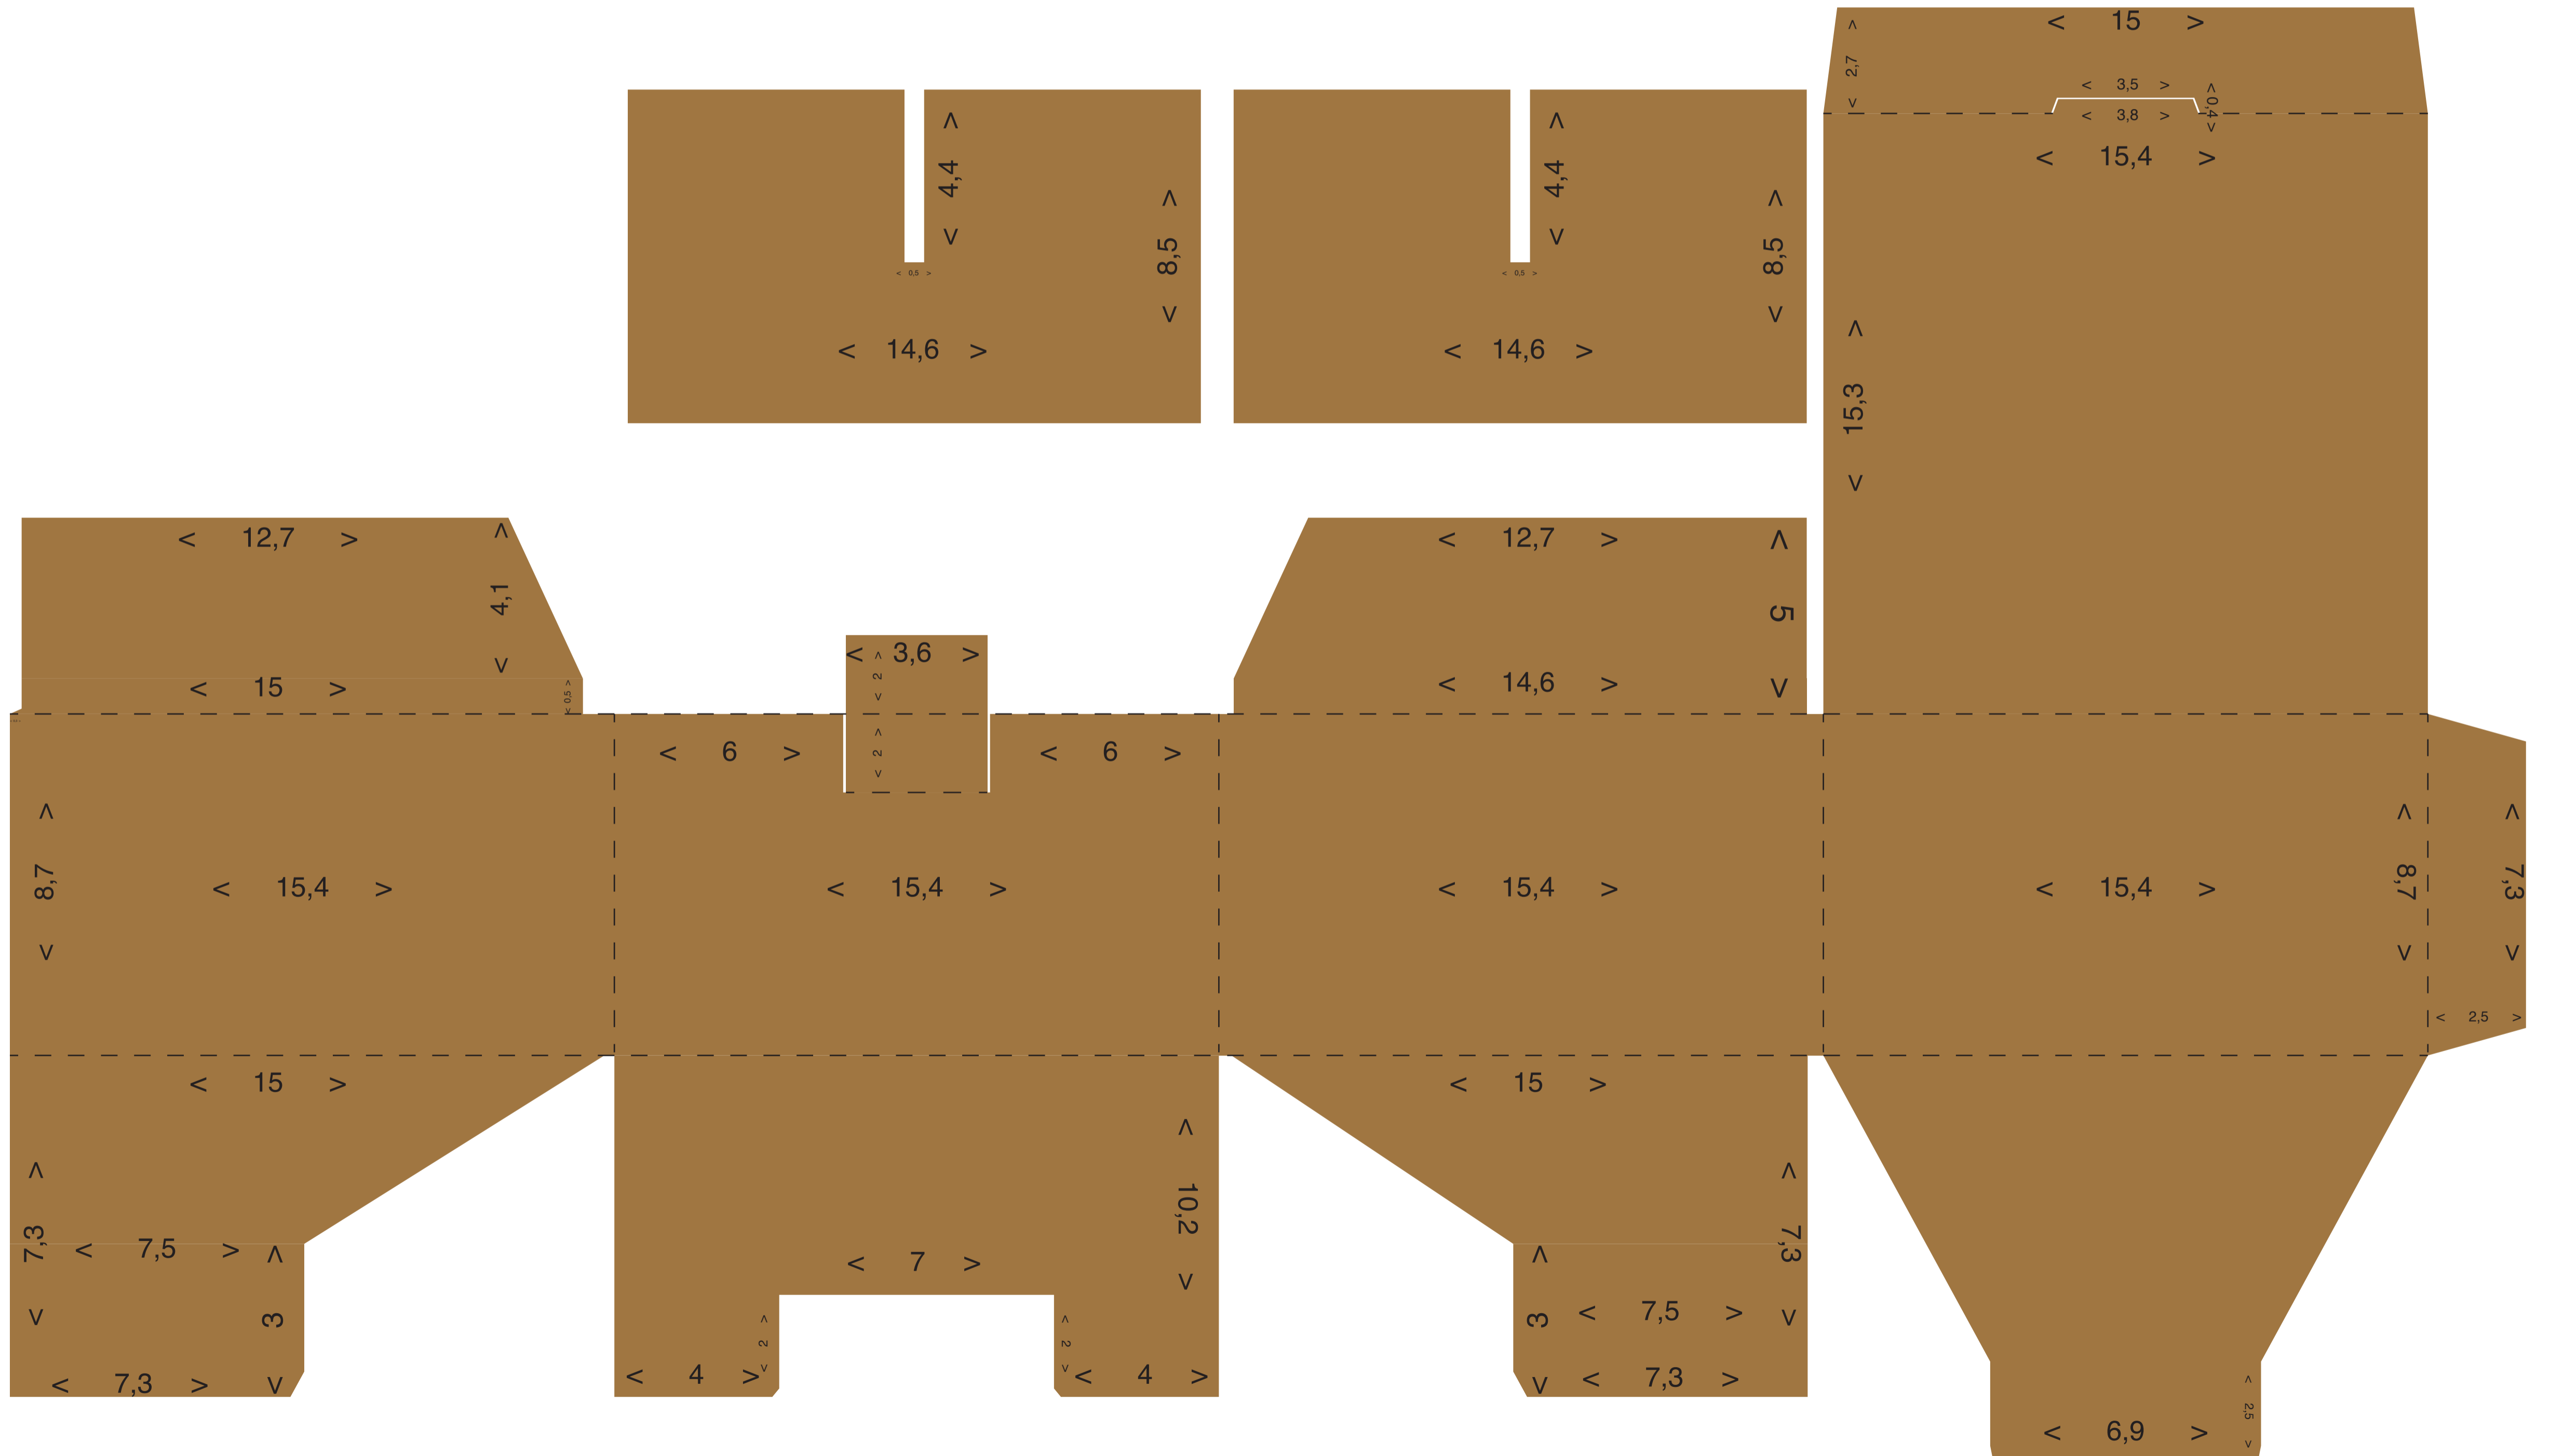 < 15 >
< 2,7 >
< 3,5 >
< 0,4 >
< 3,8 >
< 15,4 >
< 4,4 >
< 8,5 >
< 0,5 >
< 14,6 >
< 4,4 >
< 8,5 >
< 0,5 >
< 14,6 >
< 15,3 >
< 12,7 >
< 4,1 >
< 15 >
< 0,5 >
< 3,6 >
< 2 >
< 2 >
< 12,7 >
< 5 >
< 14,6 >
< 6 >
< 6 >
< 8,7 >
< 15,4 >
< 15,4 >
< 15,4 >
< 15,4 >
< 8,7 >
< 7,3 >
< 2,5 >
< 15 >
< 7,3 >
< 7,5 >
< 3 >
< 7,3 >
< 10,2 >
< 7 >
< 2 >
< 2 >
< 4 >
< 4 >
< 15 >
< 7,3 >
< 3 >
< 7,5 >
< 7,3 >
< 2,5 >
< 6,9 >